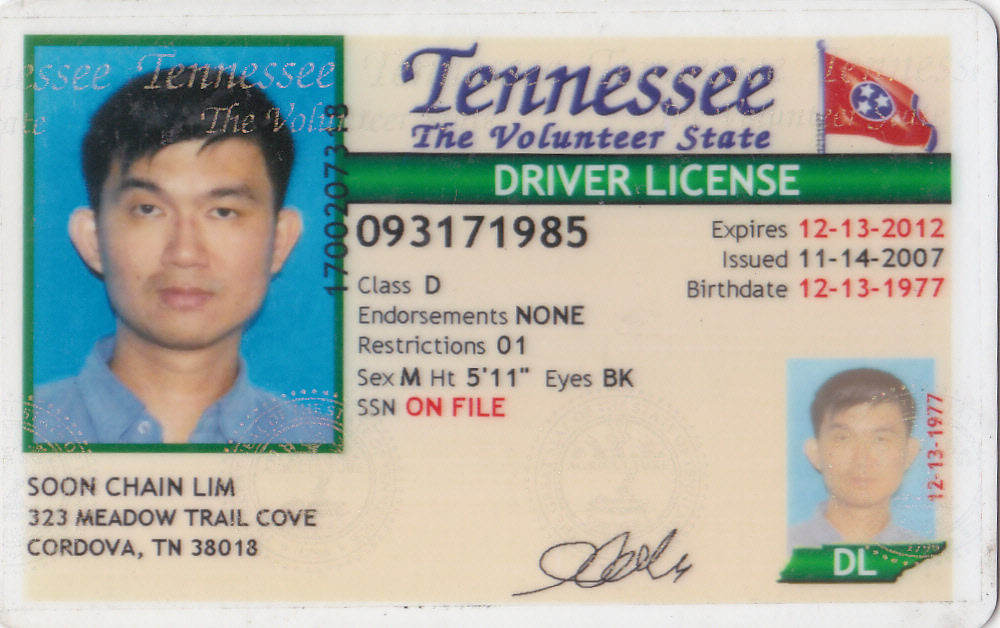 Tennessee
The Volunteer State
DRIVER LICENSE
093171985
Expires 12-13-2012
Issued 11-14-2007
Birthdate 12-13-1977
Class D
Endorsements NONE
Restrictions 01
Sex M Ht 5'11" Eyes BK
SSN ON FILE
SOON CHAIN LIM
323 MEADOW TRAIL COVE
CORDOVA, TN 38018
12-13-1977
DL